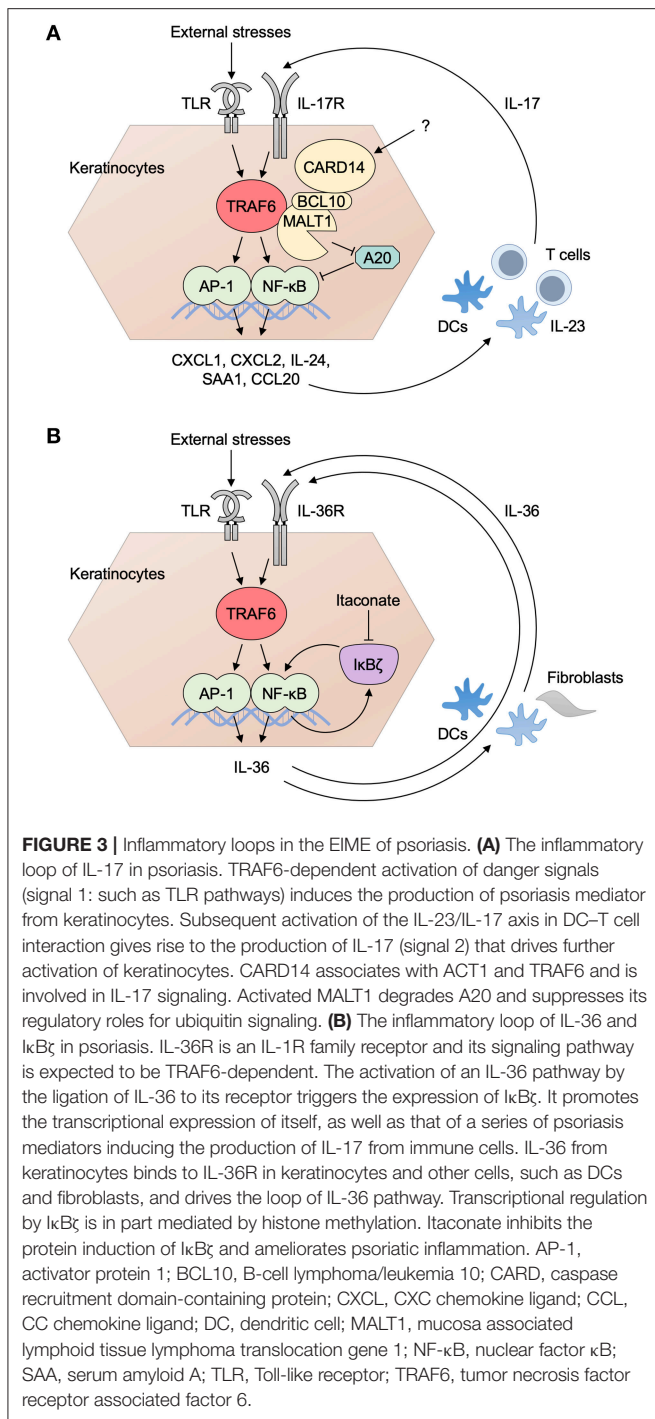 A
External stresses
TLR
IL-17R
IL-17
Keratinocytes
?
CARD14
BCL10
TRAF6
MALT1
A20
T cells
AP-1
NF-κB
DCs
IL-23
CXCL1, CXCL2, IL-24,
SAA1, CCL20
B
External stresses
TLR
IL-36R
IL-36
Keratinocytes
Itaconate
TRAF6
IκBζ
Fibroblasts
AP-1
NF-κB
DCs
IL-36
FIGURE 3 | Inflammatory loops in the EIME of psoriasis. (A) The inflammatory
loop of IL-17 in psoriasis. TRAF6-dependent activation of danger signals
(signal 1: such as TLR pathways) induces the production of psoriasis mediator
from keratinocytes. Subsequent activation of the IL-23/IL-17 axis in DC–T cell
interaction gives rise to the production of IL-17 (signal 2) that drives further
activation of keratinocytes. CARD14 associates with ACT1 and TRAF6 and is
involved in IL-17 signaling. Activated MALT1 degrades A20 and suppresses its
regulatory roles for ubiquitin signaling. (B) The inflammatory loop of IL-36 and
IκBζ in psoriasis. IL-36R is an IL-1R family receptor and its signaling pathway
is expected to be TRAF6-dependent. The activation of an IL-36 pathway by
the ligation of IL-36 to its receptor triggers the expression of IκBζ. It promotes
the transcriptional expression of itself, as well as that of a series of psoriasis
mediators inducing the production of IL-17 from immune cells. IL-36 from
keratinocytes binds to IL-36R in keratinocytes and other cells, such as DCs
and fibroblasts, and drives the loop of IL-36 pathway. Transcriptional regulation
by IκBζ is in part mediated by histone methylation. Itaconate inhibits the
protein induction of IκBζ and ameliorates psoriatic inflammation. AP-1,
activator protein 1; BCL10, B-cell lymphoma/leukemia 10; CARD, caspase
recruitment domain-containing protein; CXCL, CXC chemokine ligand; CCL,
CC chemokine ligand; DC, dendritic cell; MALT1, mucosa associated
lymphoid tissue lymphoma translocation gene 1; NF-κB, nuclear factor κB;
SAA, serum amyloid A; TLR, Toll-like receptor; TRAF6, tumor necrosis factor
receptor associated factor 6.